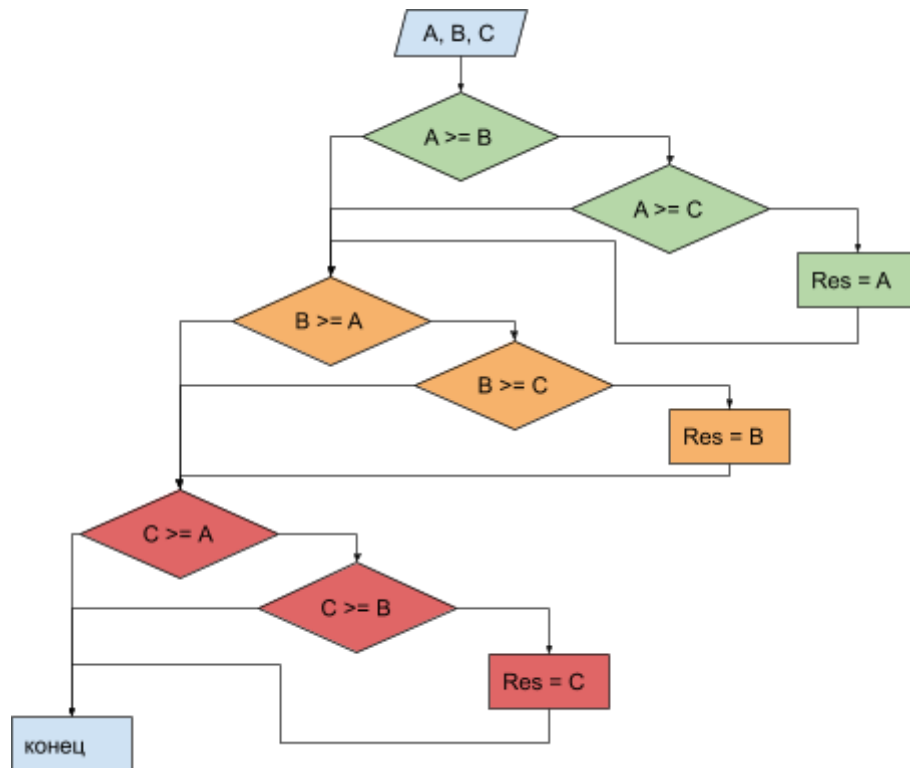 A, B, C
A >= B
A >= C
Res = A
B >= A
B >= C
Res = B
C >= A
C >= B
Res = C
конец